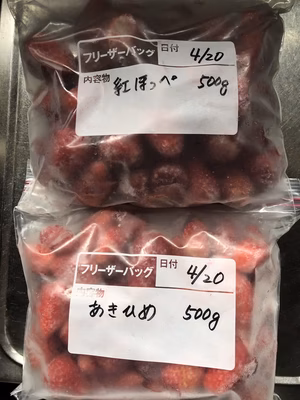 フリーザーバッグ 日付 4/20
内容物 紅ほっぺ 500g
フリーザーバッグ 日付 4/20
内容物
あきひめ 500g